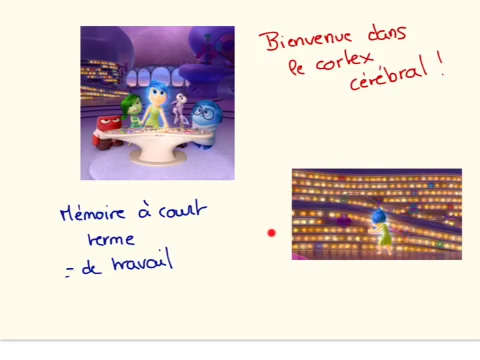 Bienvenue dans
le cortex
cérébral !
Mémoire à court
terme
= de travail